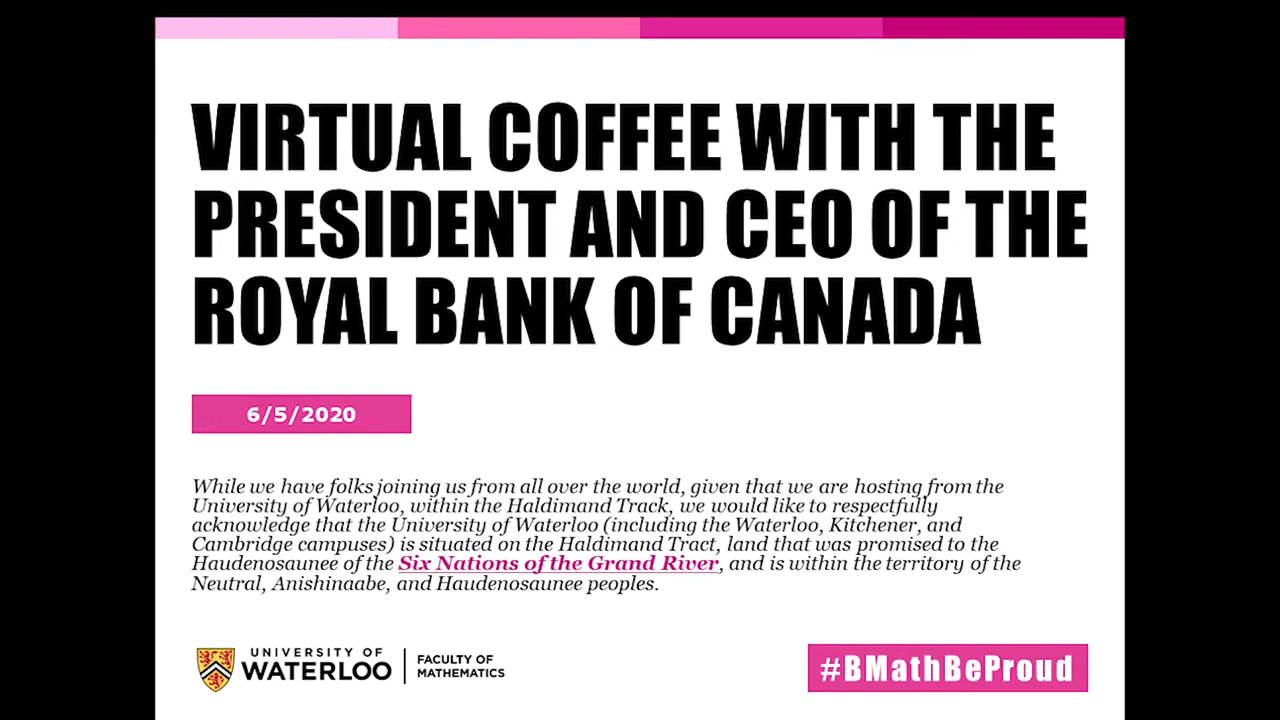 VIRTUAL COFFEE WITH THE
PRESIDENT AND CEO OF THE
ROYAL BANK OF CANADA
6/5/2020
While we have folks joining us from all over the world, given that we are hosting from the
University of Waterloo, within the Haldimand Track, we would like to respectfully
acknowledge that the University of Waterloo (including the Waterloo, Kitchener, and
Cambridge campuses) is situated on the Haldimand Tract, land that was promised to the
Haudenosaunee of the Six Nations of the Grand River, and is within the territory of the
Neutral, Anishinaabe, and Haudenosaunee peoples.
UNIVERSITY OF
WATERLOO
FACULTY OF
MATHEMATICS
#BMathBeProud